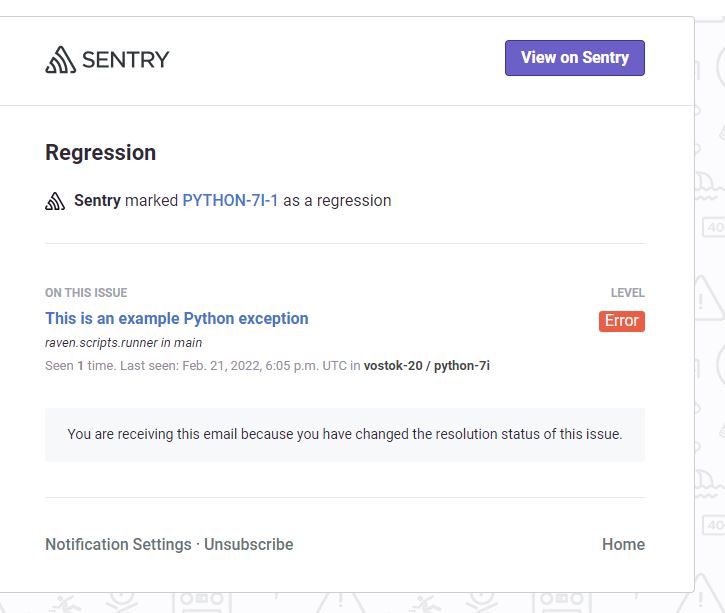 SENTRY
View on Sentry
Regression
Sentry marked PYTHON-7I-1 as a regression
ON THIS ISSUE
LEVEL
This is an example Python exception
Error
raven.scripts.runner in main
Seen 1 time. Last seen: Feb. 21, 2022, 6:05 p.m. UTC in vostok-20 / python-7i
You are receiving this email because you have changed the resolution status of this issue.
Notification Settings · Unsubscribe
Home
40
40